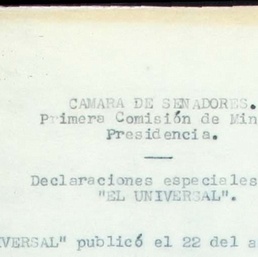 CAMARA DE SENADORES.
Primera Comisión de Min
Presidencia.
Declaraciones especiales
"EL UNIVERSAL".
VERSAL" publicó el 22 del a